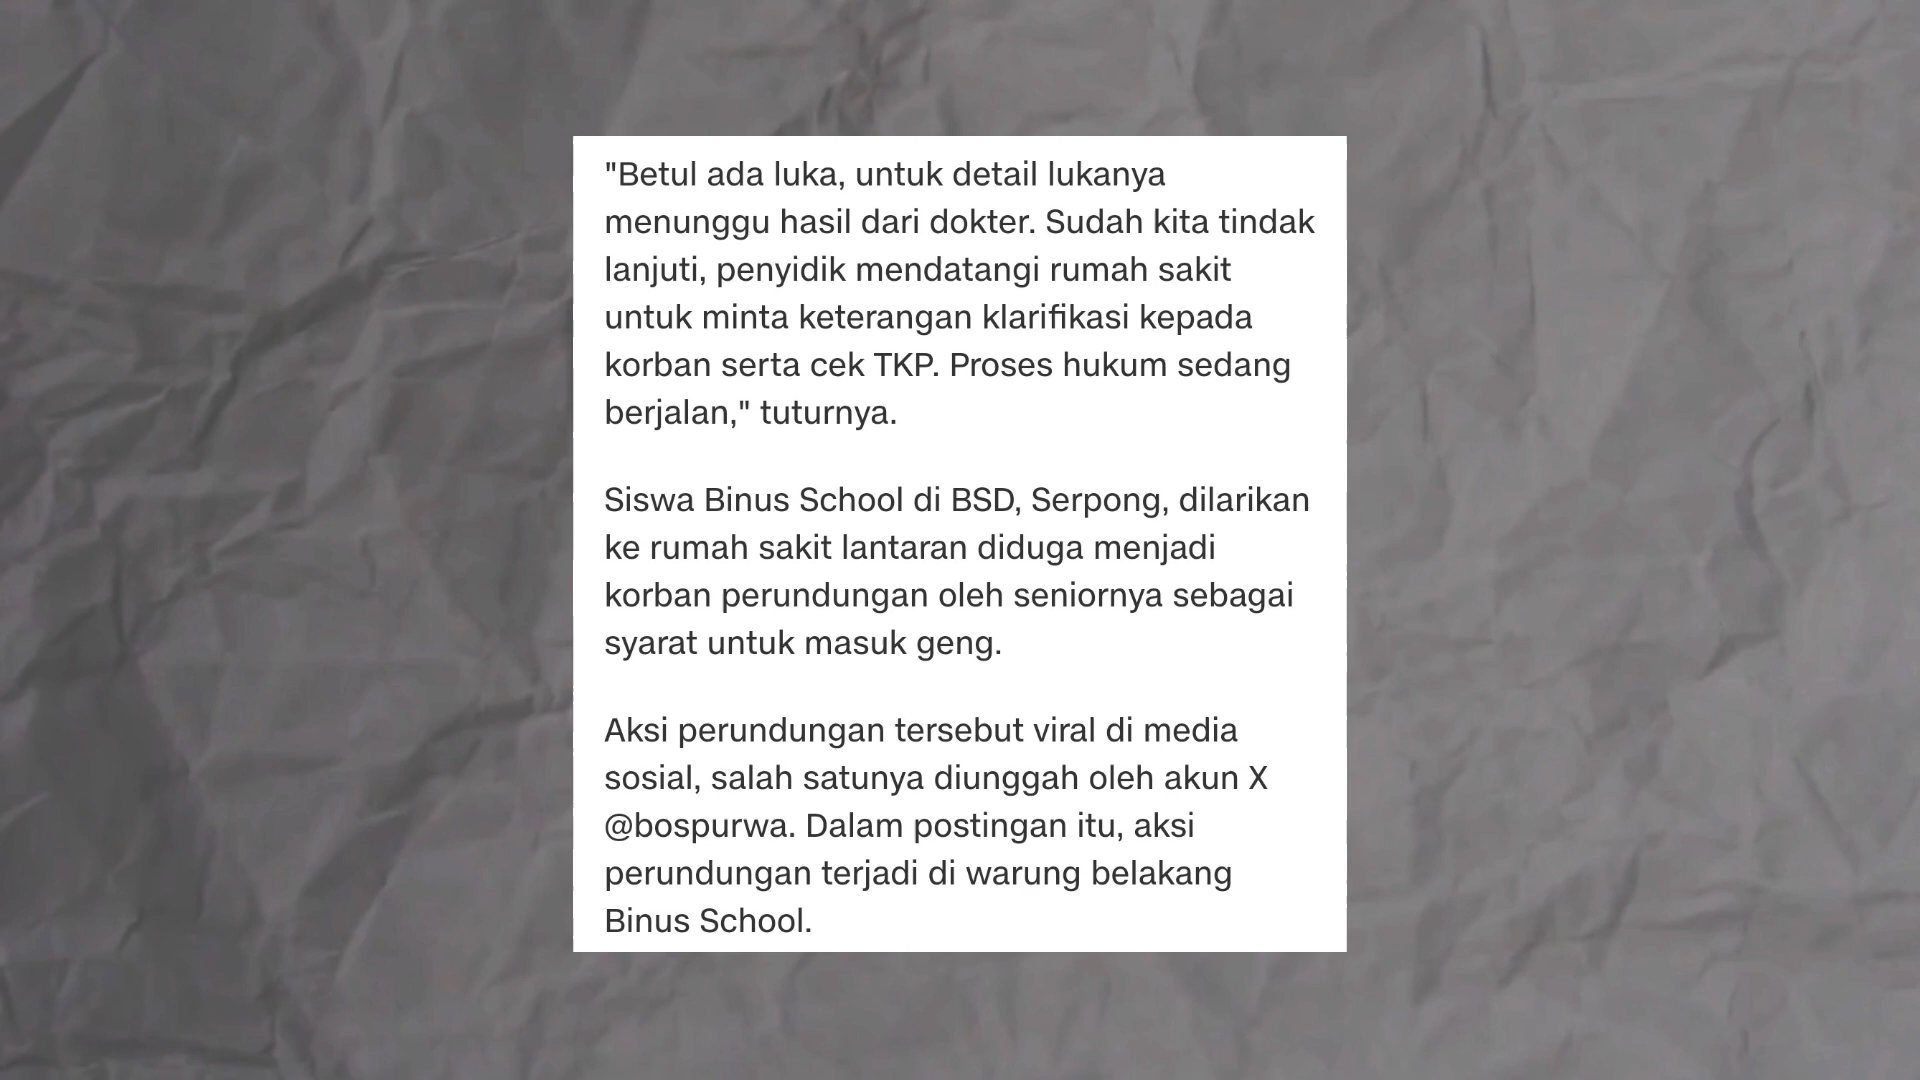 "Betul ada luka, untuk detail lukanya
menunggu hasil dari dokter. Sudah kita tindak
lanjuti, penyidik mendatangi rumah sakit
untuk minta keterangan klarifikasi kepada
korban serta cek TKP. Proses hukum sedang
berjalan," tuturnya.
Siswa Binus School di BSD, Serpong, dilarikan
ke rumah sakit lantaran diduga menjadi
korban perundungan oleh seniornya sebagai
syarat untuk masuk geng.
Aksi perundungan tersebut viral di media
sosial, salah satunya diunggah oleh akun X
@bospurwa. Dalam postingan itu, aksi
perundungan terjadi di warung belakang
Binus School.